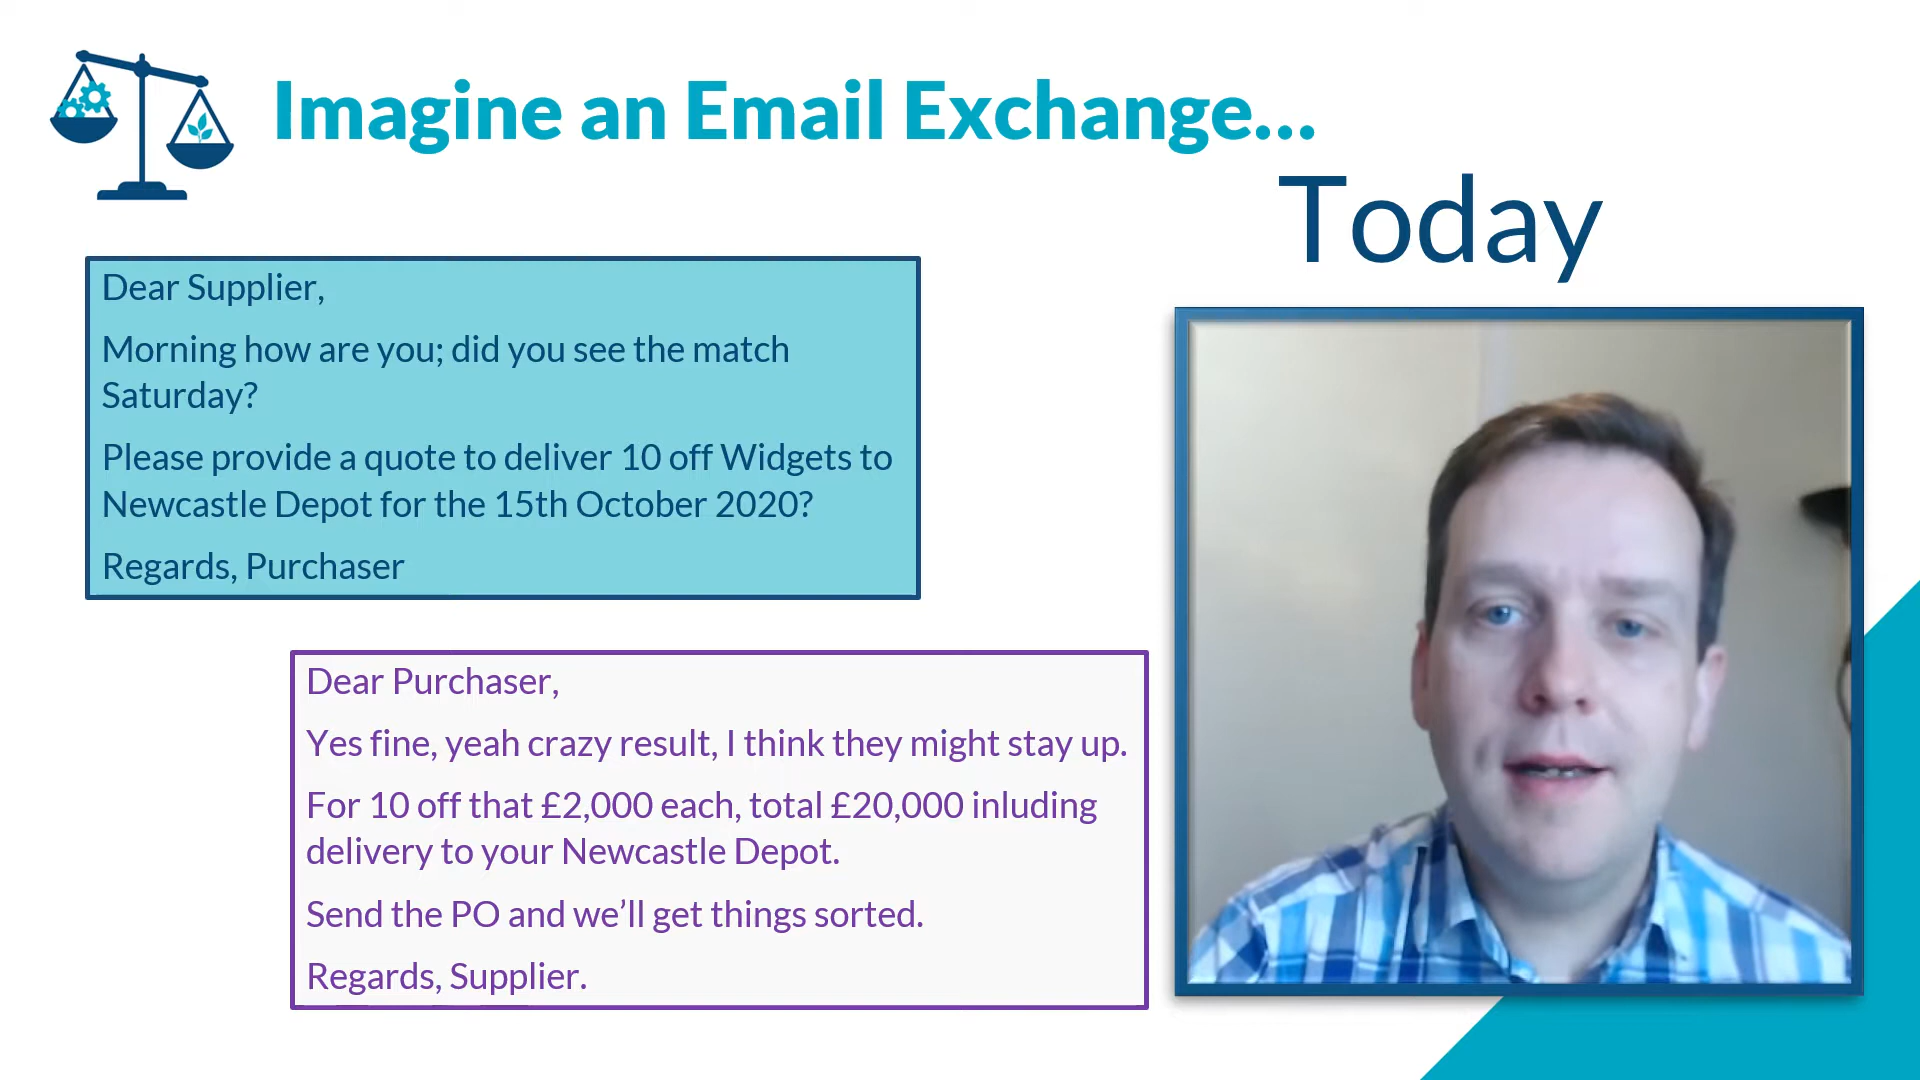 Imagine an Email Exchange...
Today
Dear Supplier,
Morning how are you; did you see the match
Saturday?
Please provide a quote to deliver 10 off Widgets to
Newcastle Depot for the 15th October 2020?
Regards, Purchaser
Dear Purchaser,
Yes fine, yeah crazy result, I think they might stay up.
For 10 off that £2,000 each, total £20,000 inluding
delivery to your Newcastle Depot.
Send the PO and we’ll get things sorted.
Regards, Supplier.